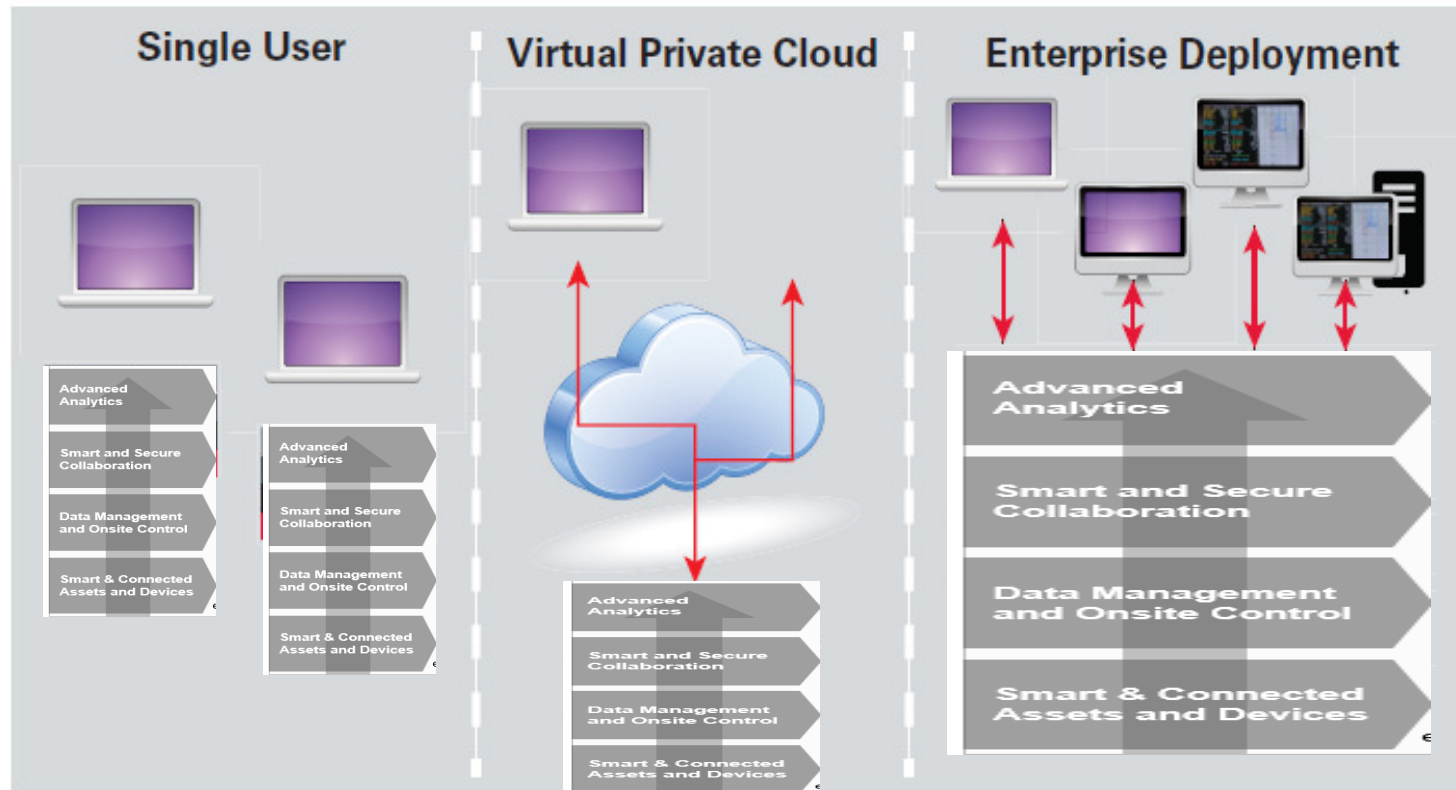 Single User
Virtual Private Cloud
Enterprise Deployment
Advanced
Analytics
Smart and Secure
Collaboration
Data Management
and Onsite Control
Smart & Connected
Assets and Devices
Advanced
Analytics
Smart and Secure
Collaboration
Data Management
and Onsite Control
Smart & Connected
Assets and Devices
Advanced
Analytics
Smart and Secure
Collaboration
Data Management
and Onsite Control
Smart & Connected
Assets and Devices
Advanced
Analytics
Smart and Secure
Collaboration
Data Management
and Onsite Control
Smart & Connected
Assets and Devices